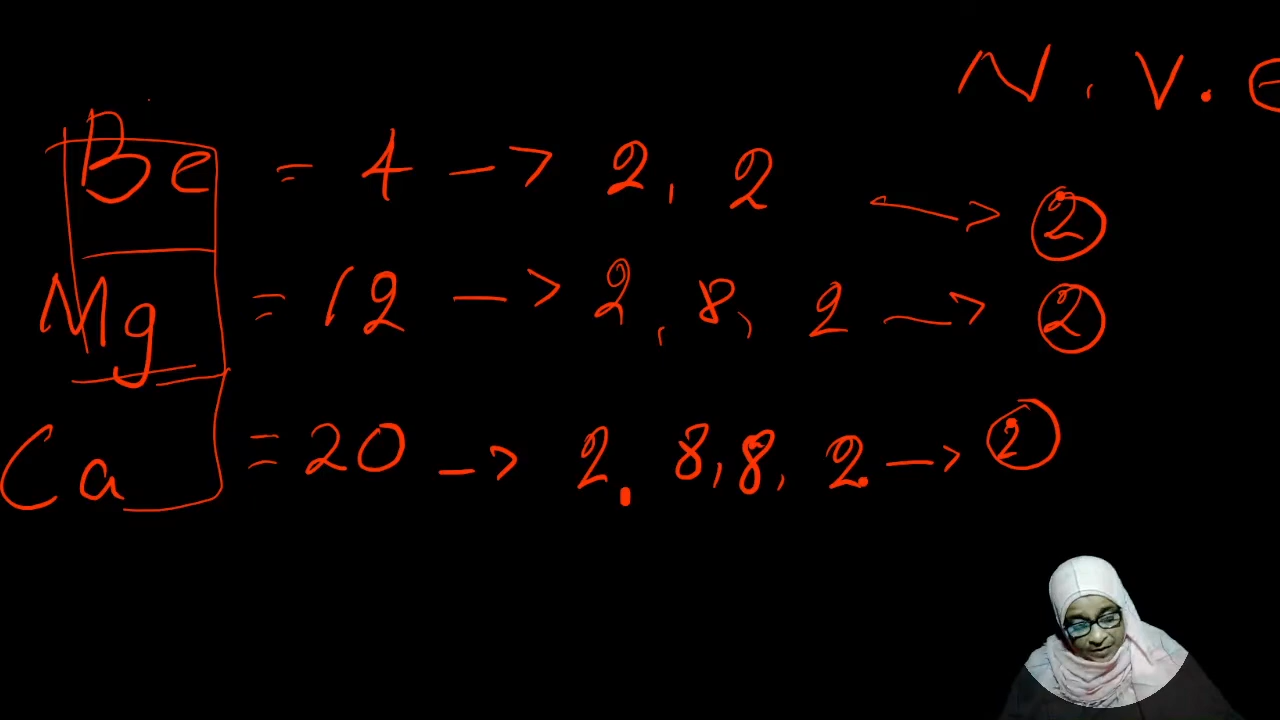 N. V. e
Be = 4 -> 2, 2 -> 2
Mg = 12 -> 2, 8, 2 -> 2
Ca = 20 -> 2, 8, 8, 2 -> 2